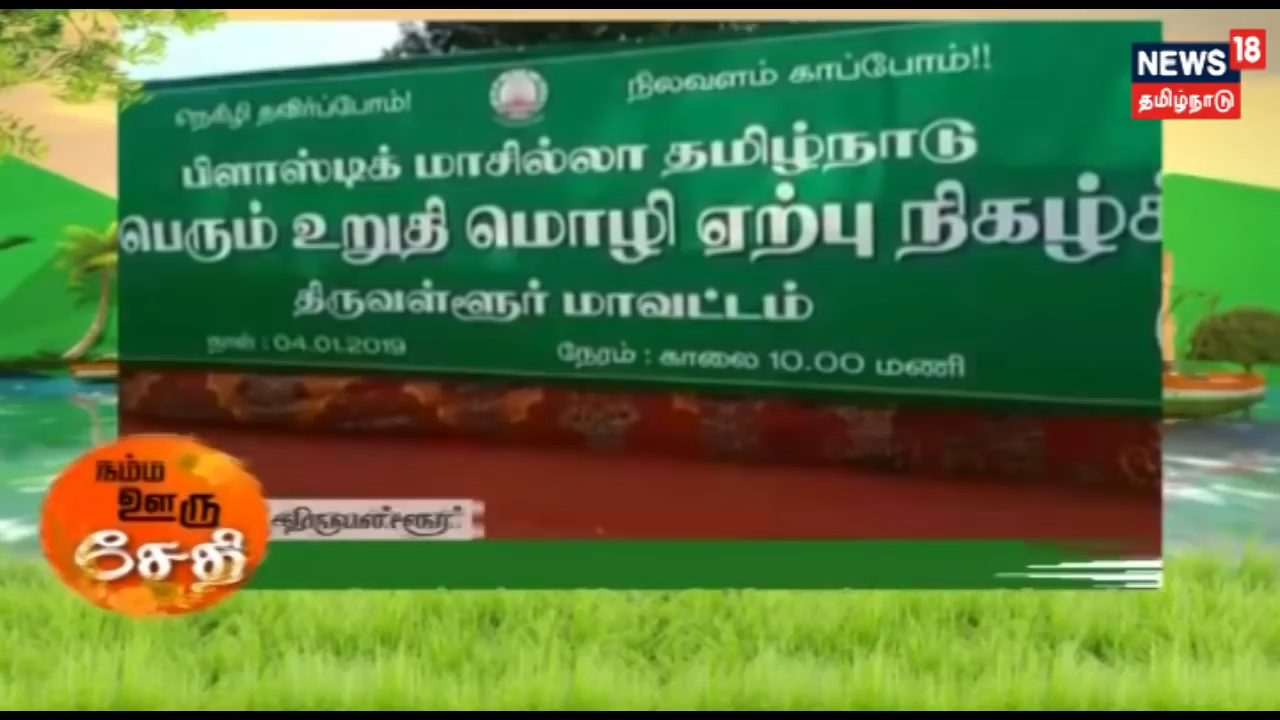 நெகிழி தவிர்ப்போம்! நிலவளம் காப்போம்!!
பிளாஸ்டிக் மாசில்லா தமிழ்நாடு
பெரும் உறுதி மொழி ஏற்பு
திருவள்ளூர் மாவட்டம்
நாள் : 04.01.2019 நேரம் : காலை 10.00 மணி
NEWS 18
தமிழ்நாடு
நம்ம
ஊரு
சேதி
திருவள்ளூர்